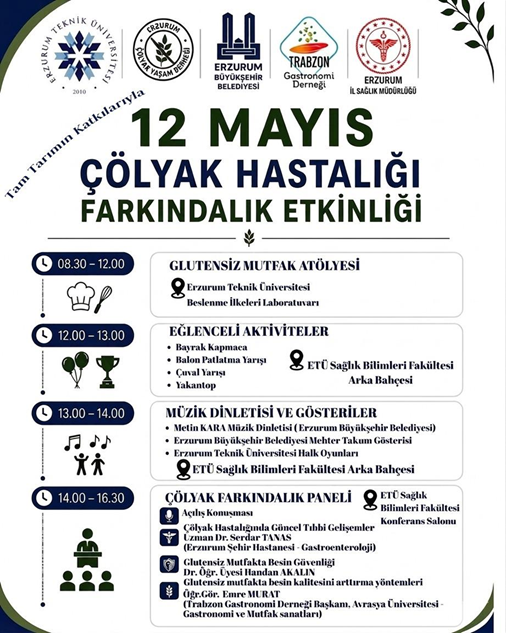 ERZURUM TEKNİK ÜNİVERSİTESİ
2010
ERZURUM
ÇÖLYAK YAŞAM DERNEĞİ
ERZURUM
BÜYÜKŞEHİR
BELEDİYESİ
TRABZON
Gastronomi
Derneği
ERZURUM
İL SAĞLIK MÜDÜRLÜĞÜ
Tam Tarımın Katkılarıyla
12 MAYIS
ÇÖLYAK HASTALIĞI
FARKINDALIK ETKİNLİĞİ
08.30 – 12.00
GLUTENSİZ MUTFAK ATÖLYESİ
Erzurum Teknik Üniversitesi
Beslenme İlkeleri Laboratuvarı
12.00 – 13.00
EĞLENCELİ AKTİVİTELER
• Bayrak Kapmaca
• Balon Patlatma Yarışı
• Çuval Yarışı
• Yakantop
ETÜ Sağlık Bilimleri Fakültesi
Arka Bahçesi
13.00 – 14.00
MÜZİK DİNLETİSİ VE GÖSTERİLER
• Metin KARA Müzik Dinletisi ( Erzurum Büyükşehir Belediyesi)
• Erzurum Büyükşehir Belediyesi Mehter Takım Gösterisi
• Erzurum Teknik Üniversitesi Halk Oyunları
ETÜ Sağlık Bilimleri Fakültesi Arka Bahçesi
14.00 – 16.30
ÇÖLYAK FARKINDALIK PANELİ
ETÜ Sağlık
Bilimleri Fakültesi
Konferans Salonu
Açılış Konuşması
Çölyak Hastalığında Güncel Tıbbi Gelişemler
Uzman Dr. Serdar TANAS
(Erzurum Şehir Hastanesi - Gastroenteroloji)
Glutensiz Mutfakta Besin Güvenliği
Dr. Öğr. Üyesi Handan AKALIN
Glutensiz mutfakta besin kalitesini arttırma yöntemleri
Öğr.Gör. Emre MURAT
(Trabzon Gastronomi Derneği Başkanı, Avrasya Üniversitesi -
Gastronomi ve Mutfak sanatları)